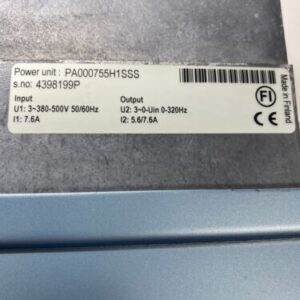 Power unit : PA000755H1SSS
s.no: 4398199P
Input
U1: 3~380-500V 50/60Hz
I1: 7.6A
Output
U2: 3~0-Uin 0-320Hz
I2: 5.6/7.6A
FI
CE
Made in Finland